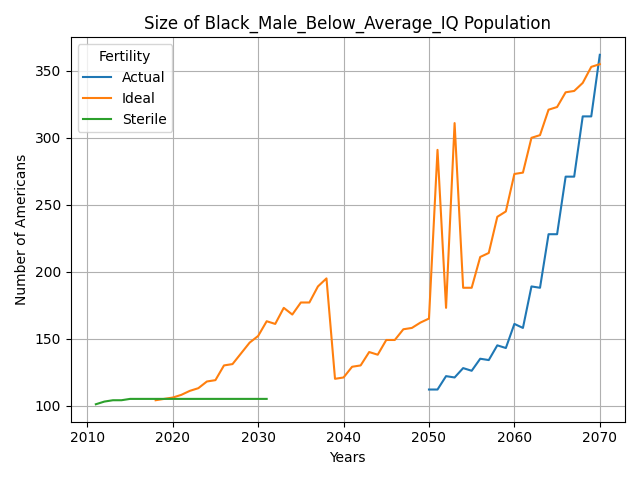 Size of Black_Male_Below_Average_IQ Population
Fertility
Actual
Ideal
Sterile
Number of Americans
350
300
250
200
150
100
2010 2020 2030 2040 2050 2060 2070
Years